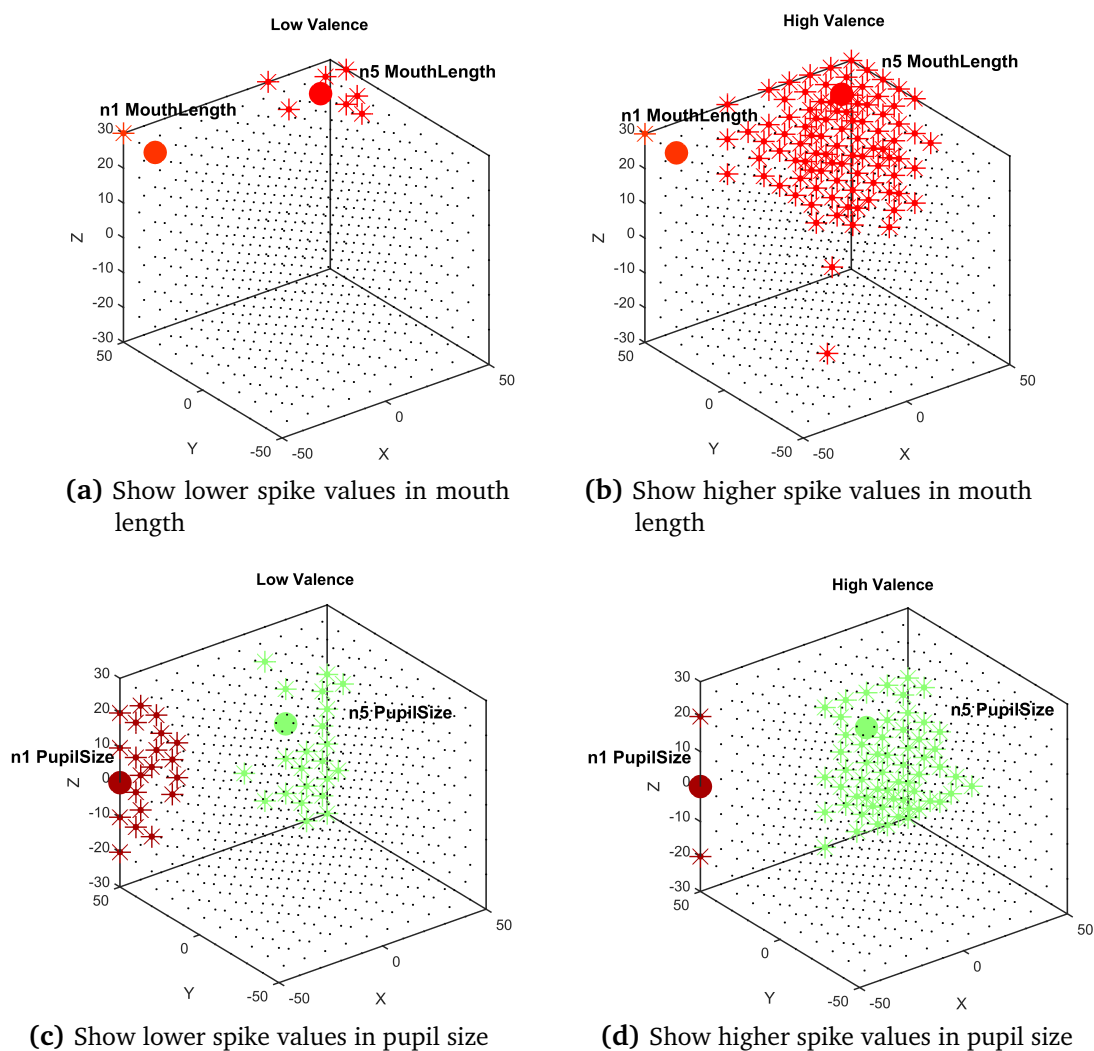 Low Valence
n5 MouthLength
n1 MouthLength
30
20
10
0
-10
-20
-30
Z
50
0
-50
Y
-50
0
50
X
(a) Show lower spike values in mouth
length
High Valence
n5 MouthLength
n1 MouthLength
30
20
10
0
-10
-20
-30
Z
50
0
-50
Y
-50
0
50
X
(b) Show higher spike values in mouth
length
Low Valence
n5 PupilSize
n1 PupilSize
30
20
10
0
-10
-20
-30
Z
50
0
-50
Y
-50
0
50
X
(c) Show lower spike values in pupil size
High Valence
n5 PupilSize
n1 PupilSize
30
20
10
0
-10
-20
-30
Z
50
0
-50
Y
-50
0
50
X
(d) Show higher spike values in pupil size